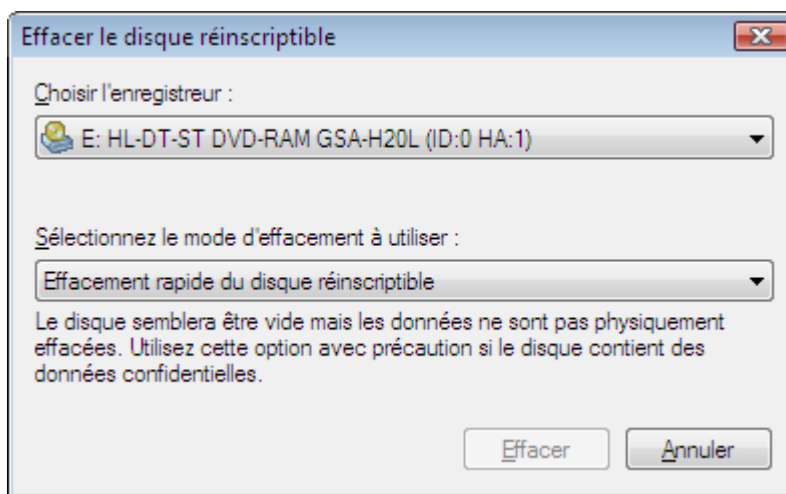 Effacer le disque réinscriptible
Choisir l'enregistreur :
E: HL-DT-ST DVD-RAM GSA-H20L (ID:0 HA:1)
Sélectionnez le mode d'effacement à utiliser :
Effacement rapide du disque réinscriptible
Le disque semblera être vide mais les données ne sont pas physiquement
effacées. Utilisez cette option avec précaution si le disque contient des
données confidentielles.
Effacer
Annuler